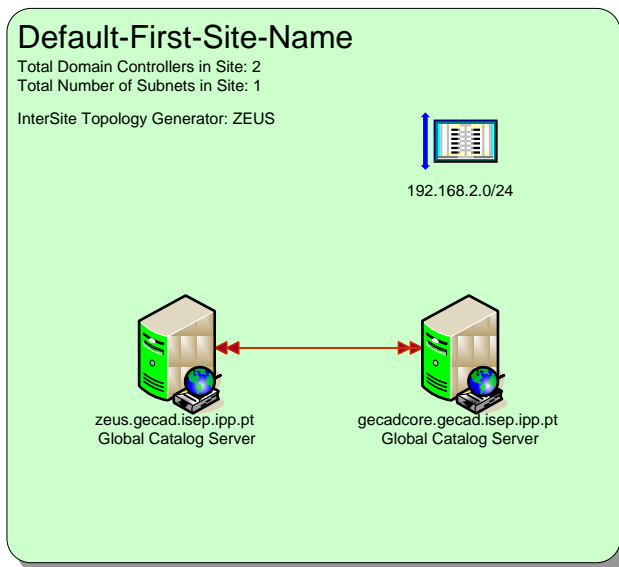 Default-First-Site-Name
Total Domain Controllers in Site: 2
Total Number of Subnets in Site: 1
InterSite Topology Generator: ZEUS
192.168.2.0/24
zeus.gecad.isep.ipp.pt
Global Catalog Server
gecadcore.gecad.isep.ipp.pt
Global Catalog Server